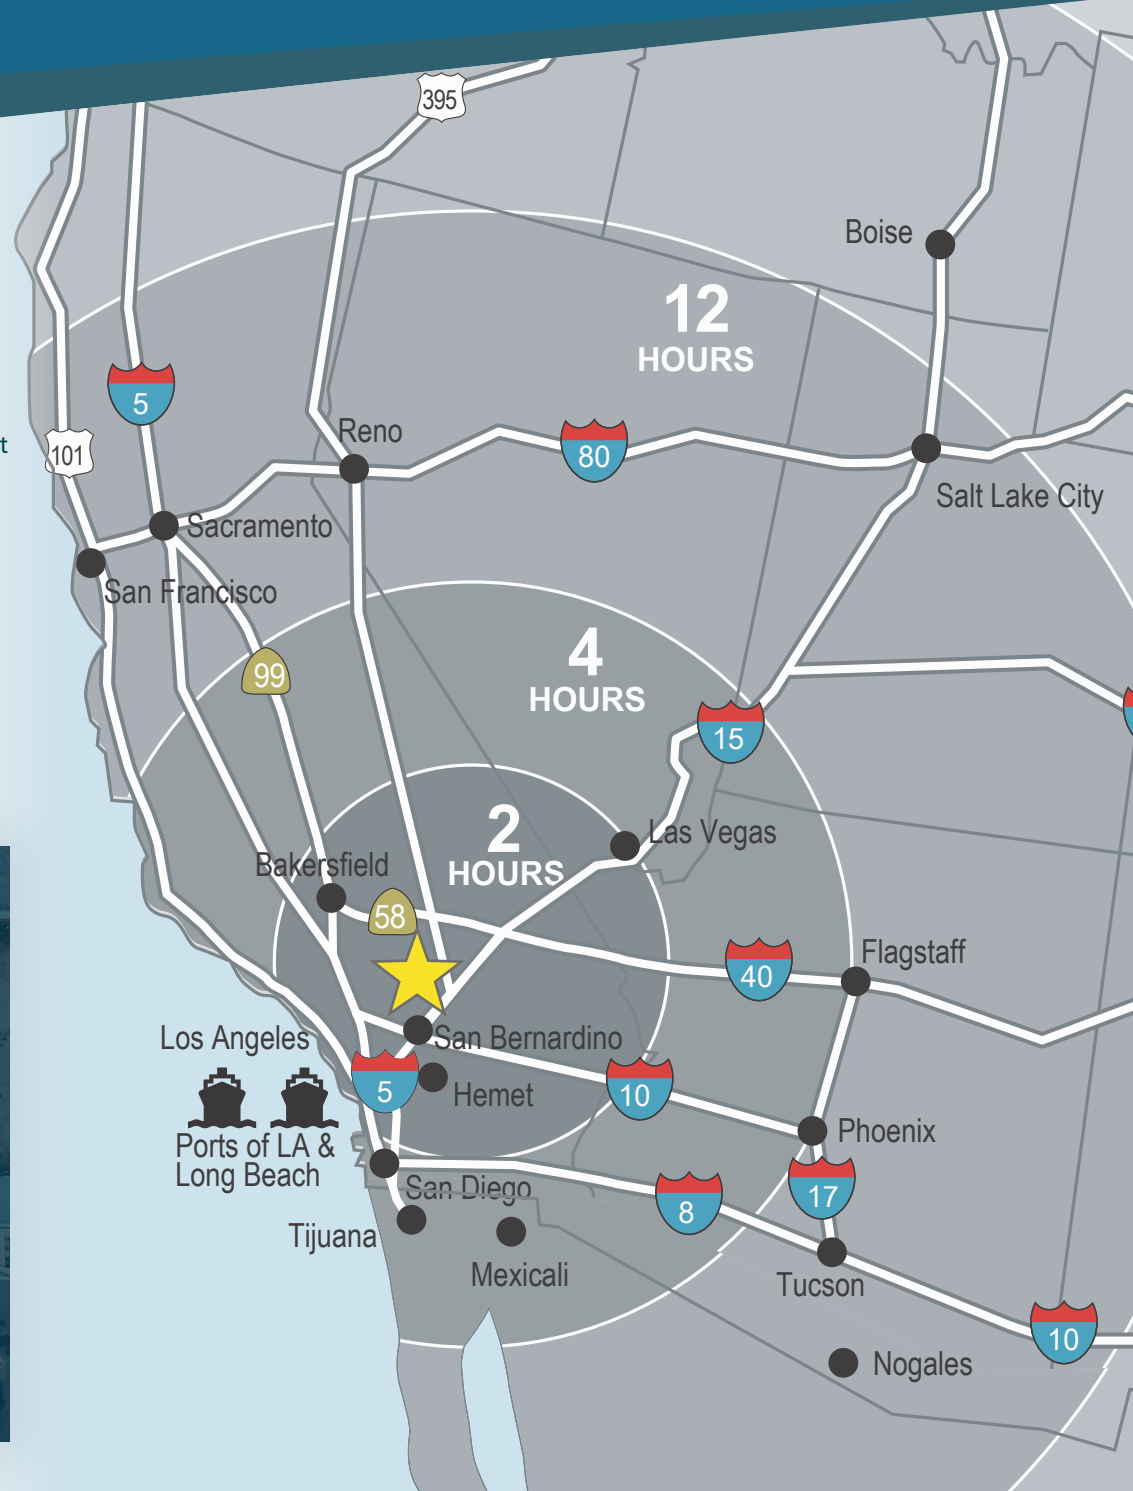 395
Boise
12
HOURS
5
t
101
Reno
80
Salt Lake City
Sacramento
San Francisco
4
HOURS
99
15
2
HOURS
Las Vegas
Bakersfield
58
Flagstaff
40
Los Angeles
San Bernardino
5
Hemet
10
Ports of LA &
Long Beach
Phoenix
San Diego
17
8
Tijuana
Mexicali
Tucson
10
Nogales